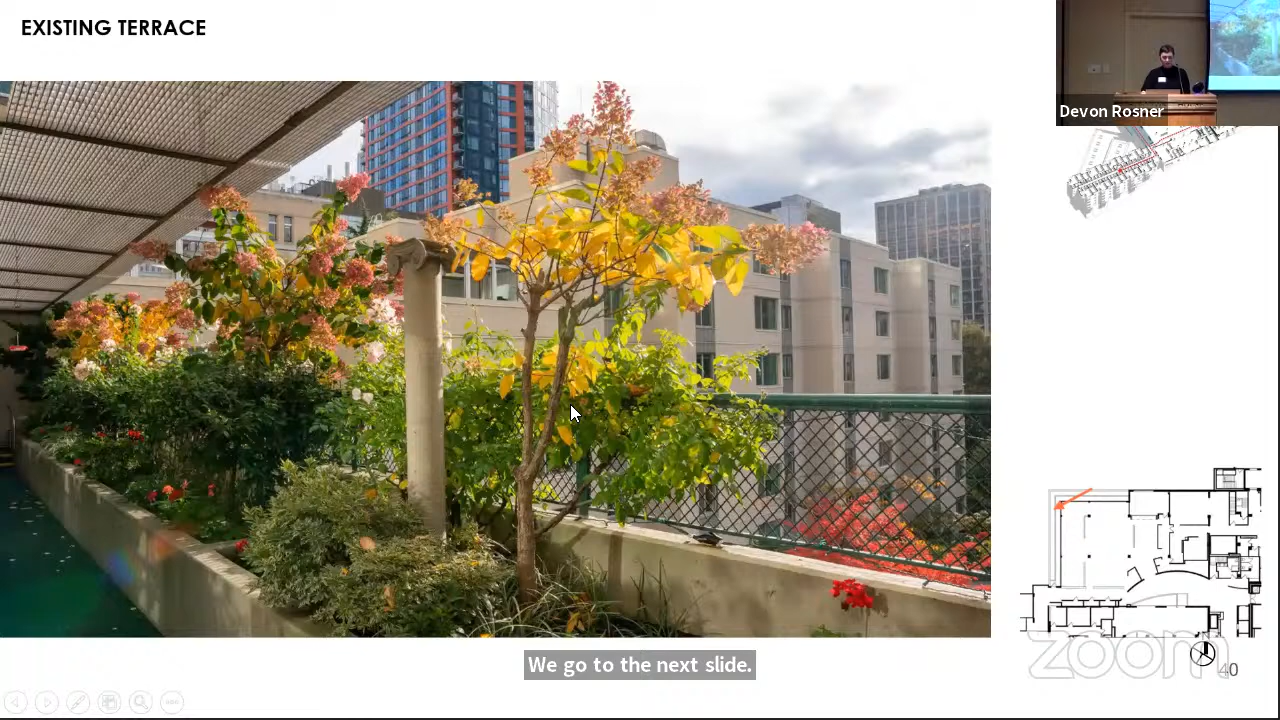 EXISTING TERRACE
Devon Rosner
We go to the next slide.
zoom
40